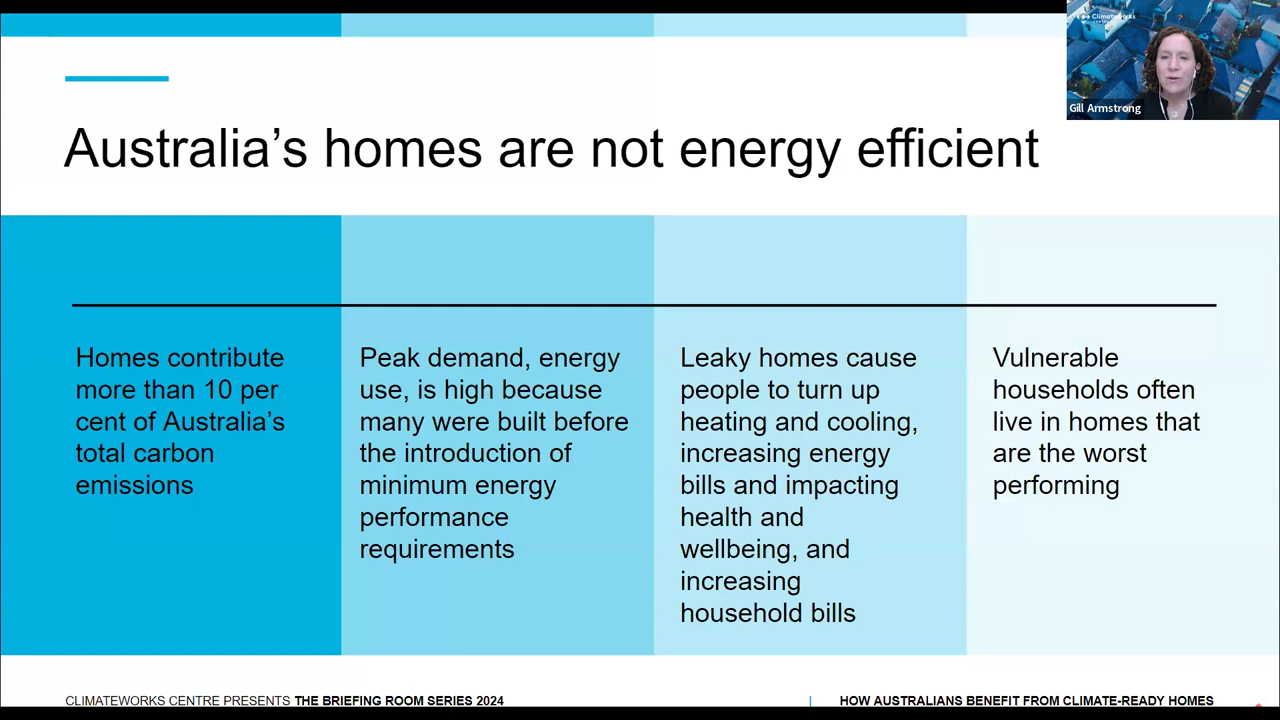 Climateworks
CENTRE
Gill Armstrong
Australia's homes are not energy efficient
Homes contribute
more than 10 per
cent of Australia's
total carbon
emissions
Peak demand, energy
use, is high because
many were built before
the introduction of
minimum energy
performance
requirements
Leaky homes cause
people to turn up
heating and cooling,
increasing energy
bills and impacting
health and
wellbeing, and
increasing
household bills
Vulnerable
households often
live in homes that
are the worst
performing
CLIMATEWORKS CENTRE PRESENTS THE BRIEFING ROOM SERIES 2024
HOW AUSTRALIANS BENEFIT FROM CLIMATE-READY HOMES